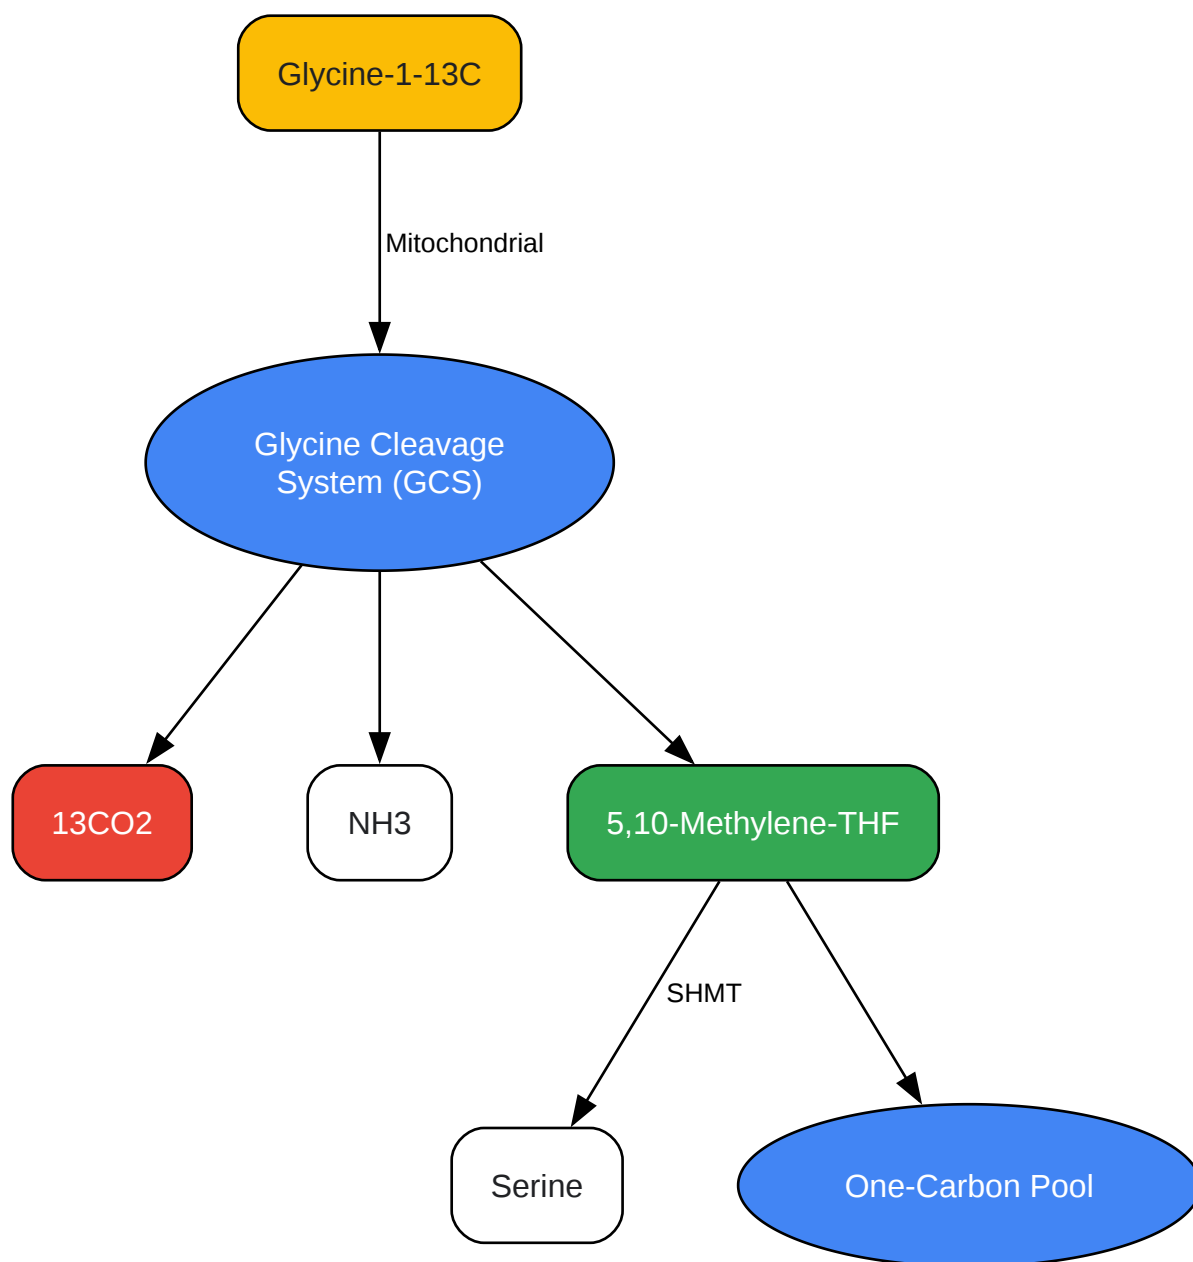 Glycine-1-13C
Mitochondrial
Glycine Cleavage
System (GCS)
13CO2
NH3
5,10-Methylene-THF
SHMT
Serine
One-Carbon Pool